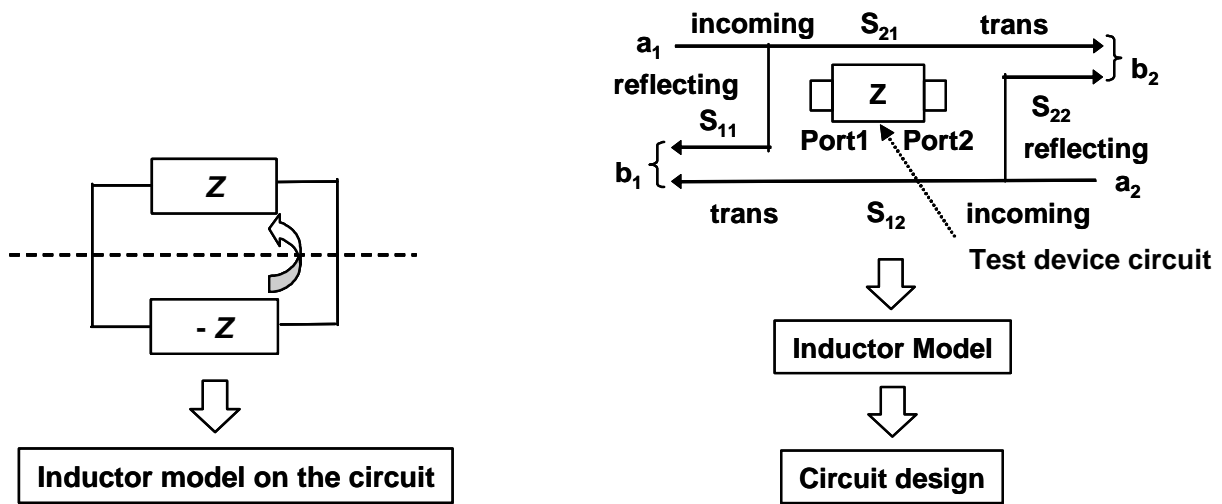 Z
- Z
Inductor model on the circuit
incoming S21 trans
a1
b2
reflecting
Z
S11
S22
Port1 Port2
reflecting
b1
a2
trans S12 incoming
Test device circuit
Inductor Model
Circuit design